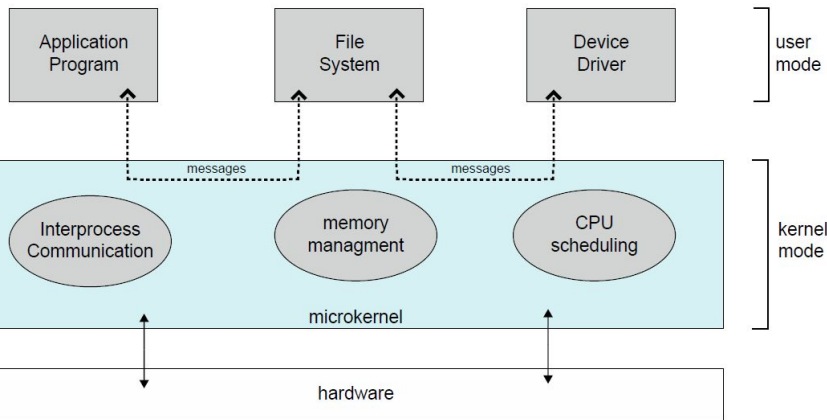 Application
Program
File
System
Device
Driver
user
mode
messages
messages
Interprocess
Communication
memory
managment
CPU
scheduling
kernel
mode
microkernel
hardware